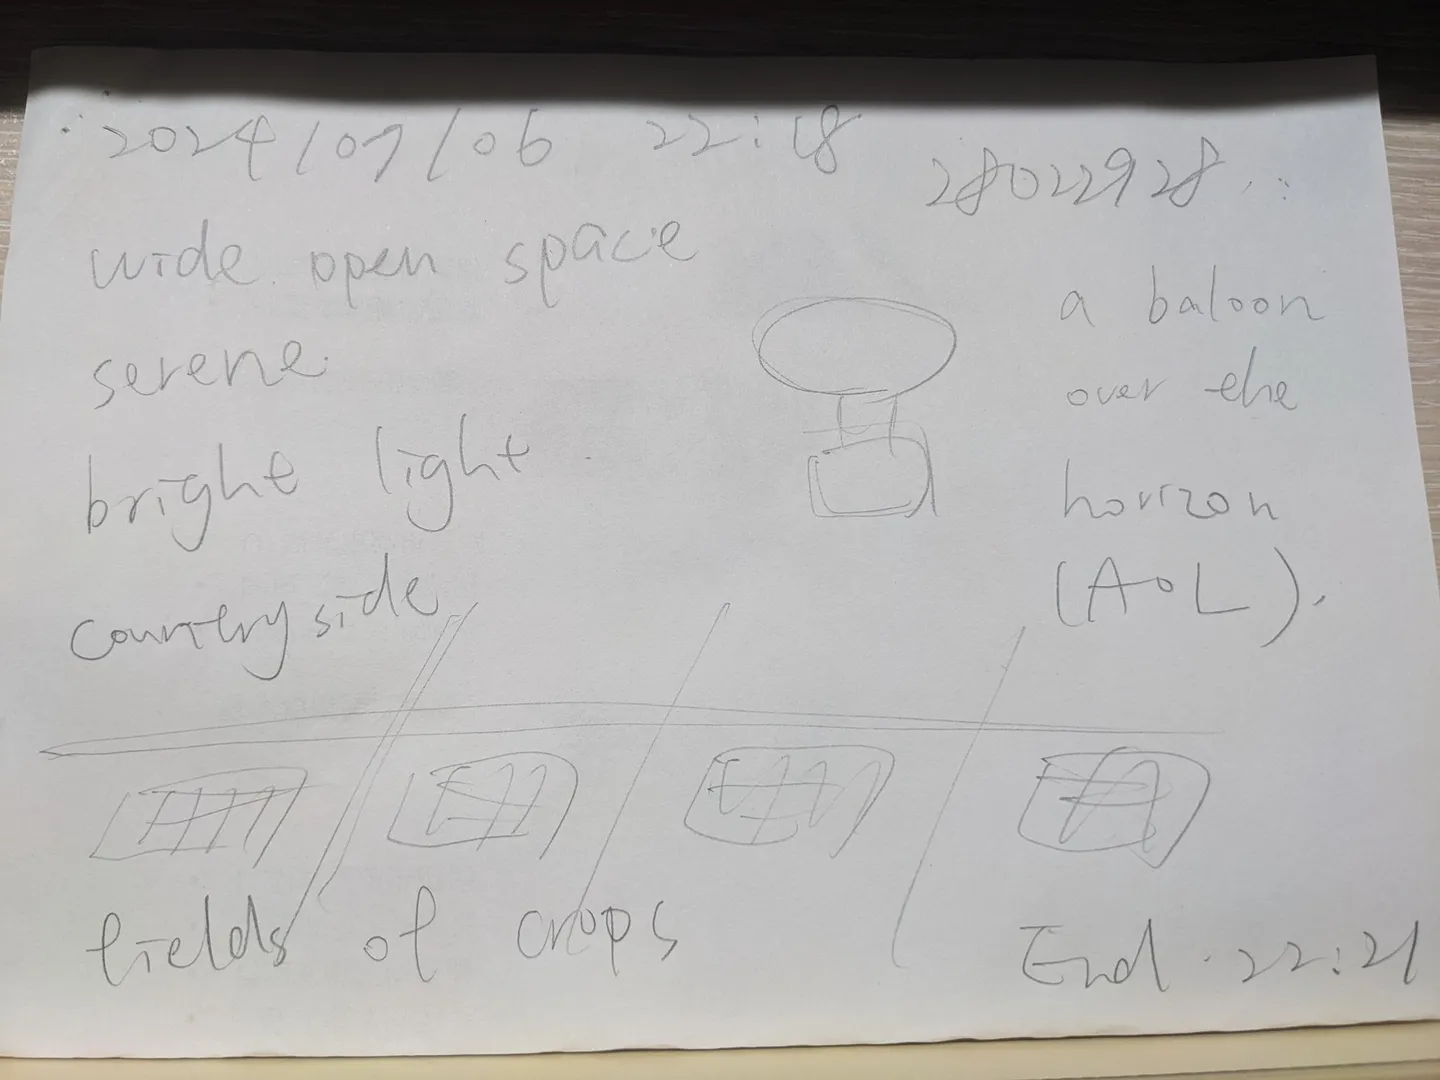 2024/07/06 22:18
28022928
wide open space
serene
bright light
countryside
a baloon
over the
horizon
(AOL).
fields of crops
End. 22:21